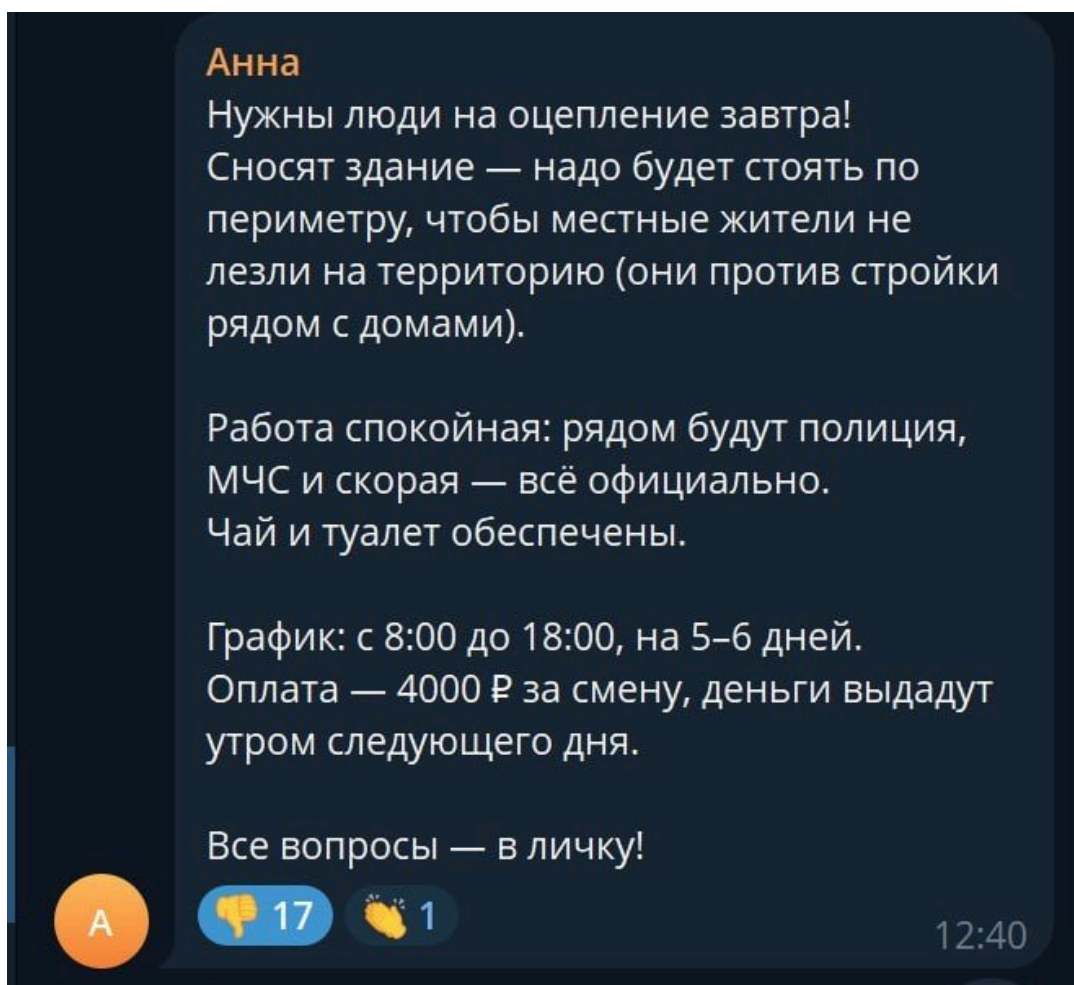 Анна
Нужны люди на оцепление завтра!
Сносят здание — надо будет стоять по
периметру, чтобы местные жители не
лезли на территорию (они против стройки
рядом с домами).
Работа спокойная: рядом будут полиция,
МЧС и скорая — всё официально.
Чай и туалет обеспечены.
График: с 8:00 до 18:00, на 5–6 дней.
Оплата — 4000 ₽ за смену, деньги выдадут
утром следующего дня.
Все вопросы — в личку!
А
👎 17 👏 1
12:40